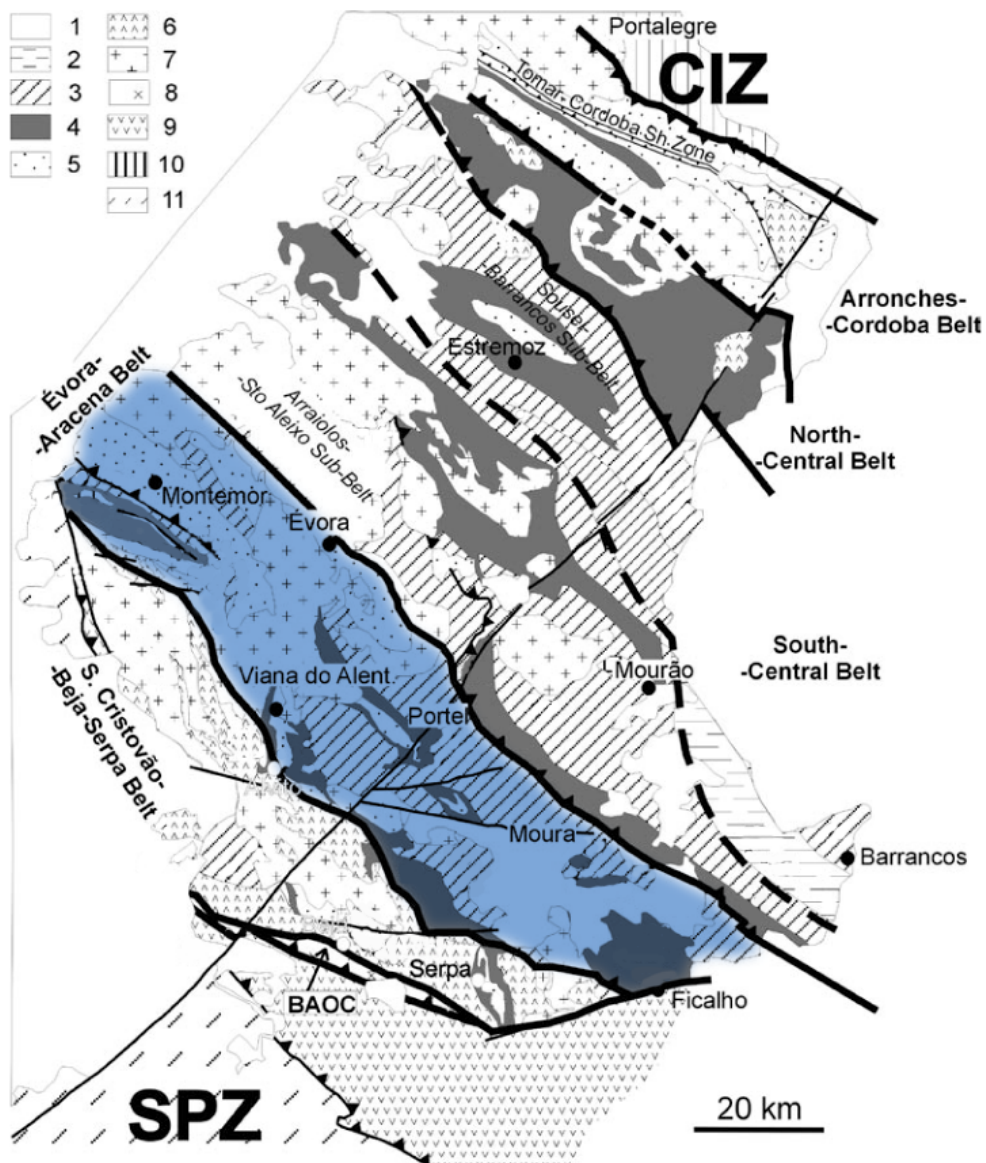 1
2
3
4
5
6
7
8
9
10
11
Portalegre
CIZ
Tomar-Cordoba Sh Zone
Arronches-
-Cordoba Belt
Sousel-
-Barrancos Sub-Belt
Estremoz
North-
-Central Belt
Évora-
-Aracena Belt
Arraiolos-
-Sto Aleixo Sub-Belt
Montemor
Évora
South-
-Central Belt
Mourão
Viana do Alent.
Portel
S. Cristovão-
-Beja-Serpa Belt
Moura
Barrancos
Serpa
BAOC
Ficalho
SPZ
20 km